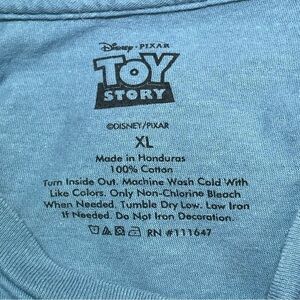 Disney · PIXAR
TOY
STORY
©DISNEY/PIXAR
XL
Made in Honduras
100% Cotton
Turn Inside Out. Machine Wash Cold With
Like Colors. Only Non-Chlorine Bleach
When Needed. Tumble Dry Low. Low Iron
If Needed. Do Not Iron Decoration.
RN #111647